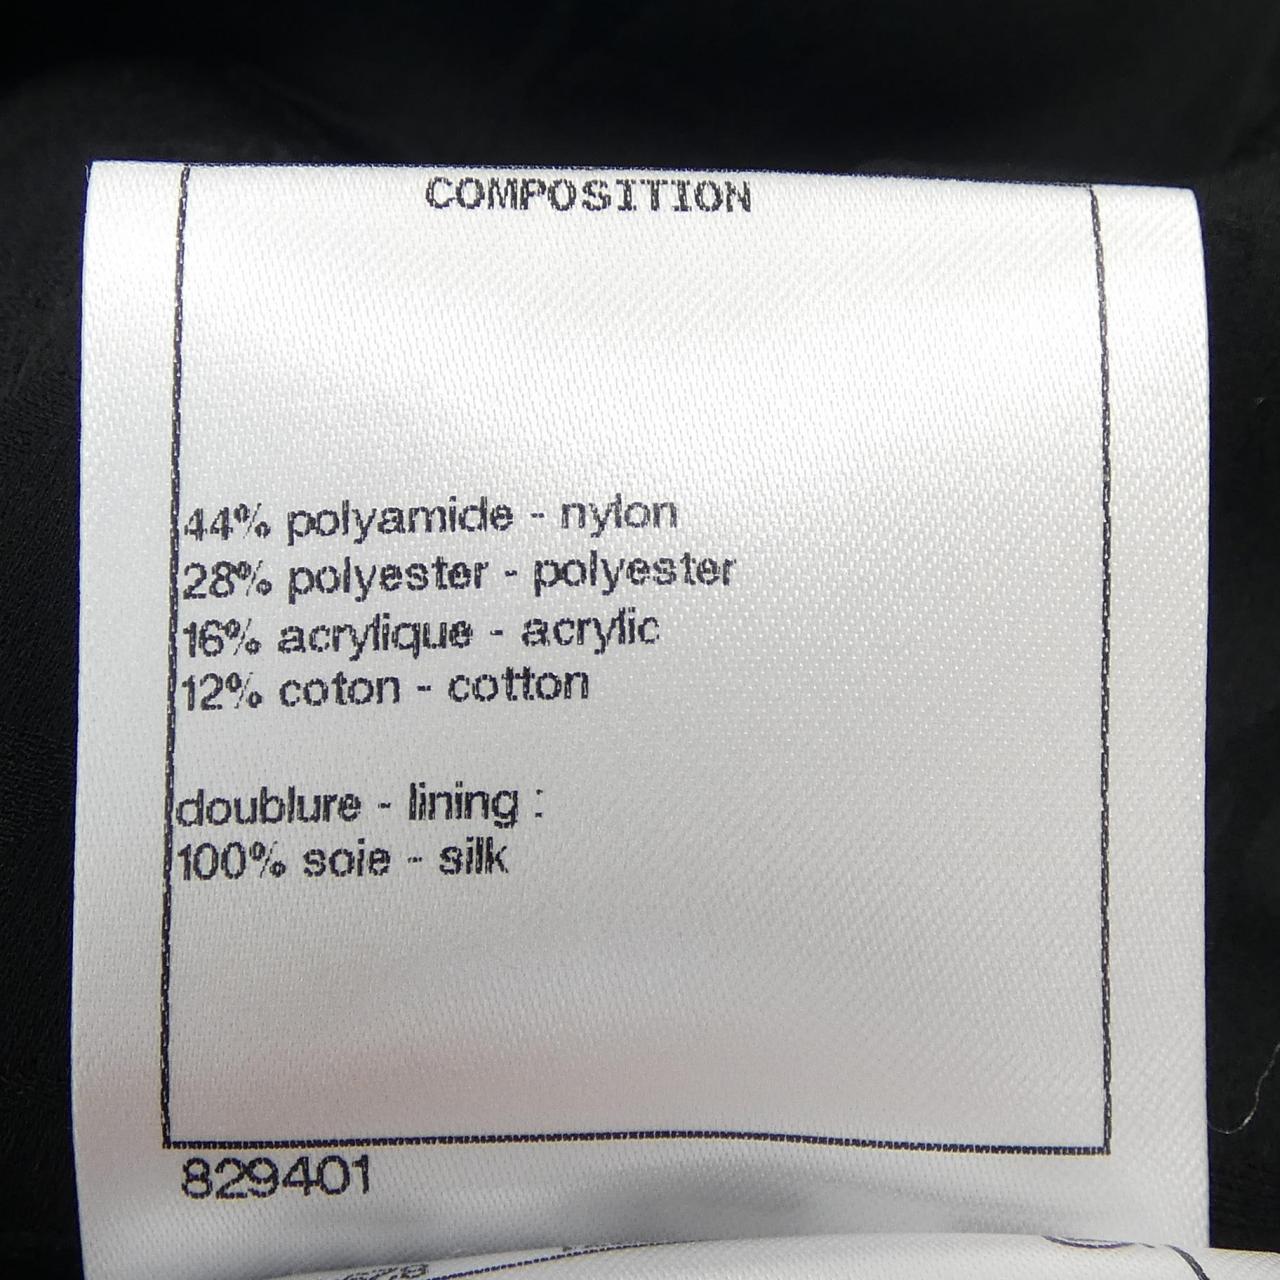 COMPOSITION
44% polyamide - nylon
28% polyester - polyester
16% acrylique - acrylic
12% coton - cotton
doublure - lining :
100% soie - silk
829401